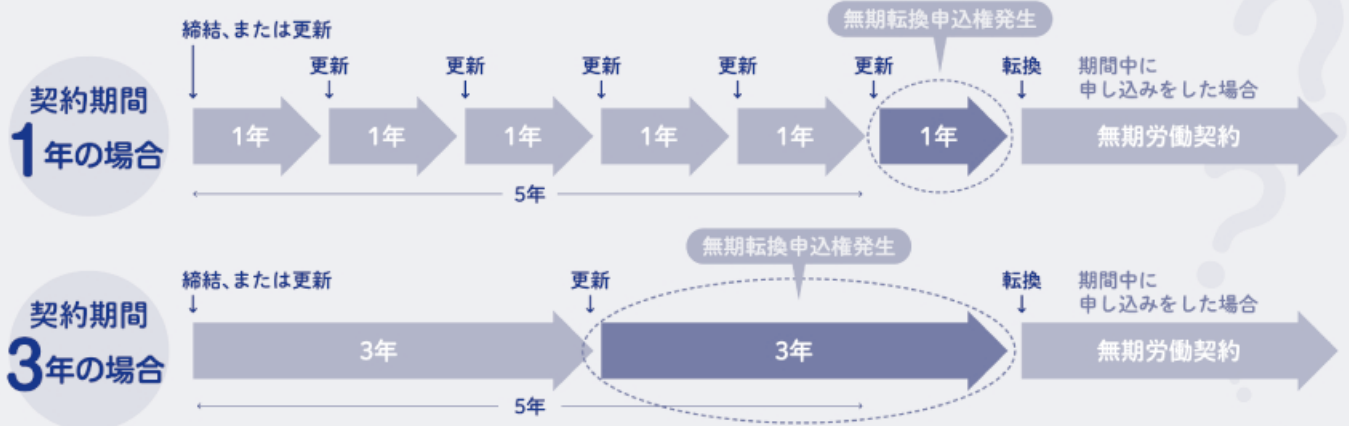 無期転換申込権発生
締結、または更新
更新
更新
更新
更新
更新
転換
期間中に
申し込みをした場合
契約期間
1年の場合
1年
1年
1年
1年
1年
1年
無期労働契約
5年
無期転換申込権発生
締結、または更新
更新
転換
期間中に
申し込みをした場合
契約期間
3年の場合
3年
3年
無期労働契約
5年